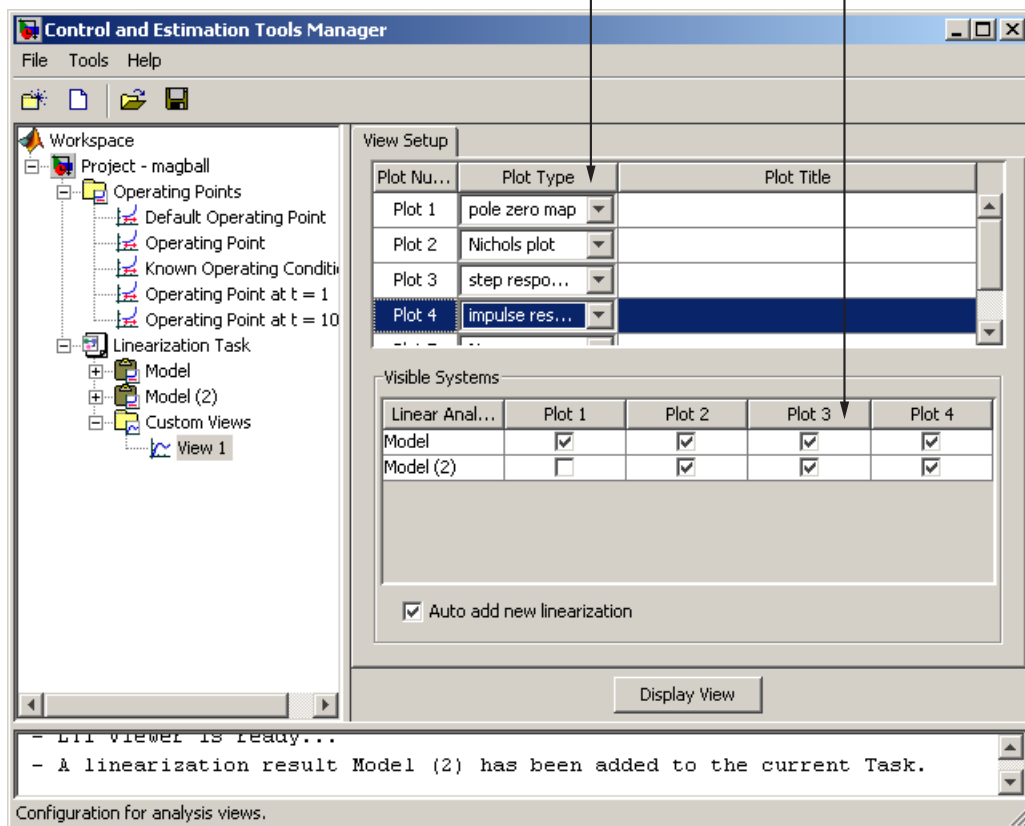 Control and Estimation Tools Manager
File Tools Help
Workspace
Project - magball
Operating Points
Default Operating Point
Operating Point
Known Operating Conditi
Operating Point at t = 1
Operating Point at t = 10
Linearization Task
Model
Model (2)
Custom Views
View 1
View Setup
Plot Nu... Plot Type Plot Title
Plot 1 pole zero map
Plot 2 Nichols plot
Plot 3 step respo...
Plot 4 impulse res...
Visible Systems
Linear Anal... Plot 1 Plot 2 Plot 3 Plot 4
Model
Model (2)
Auto add new linearization
Display View
- LTI Viewer is ready...
- A linearization result Model (2) has been added to the current Task.
Configuration for analysis views.